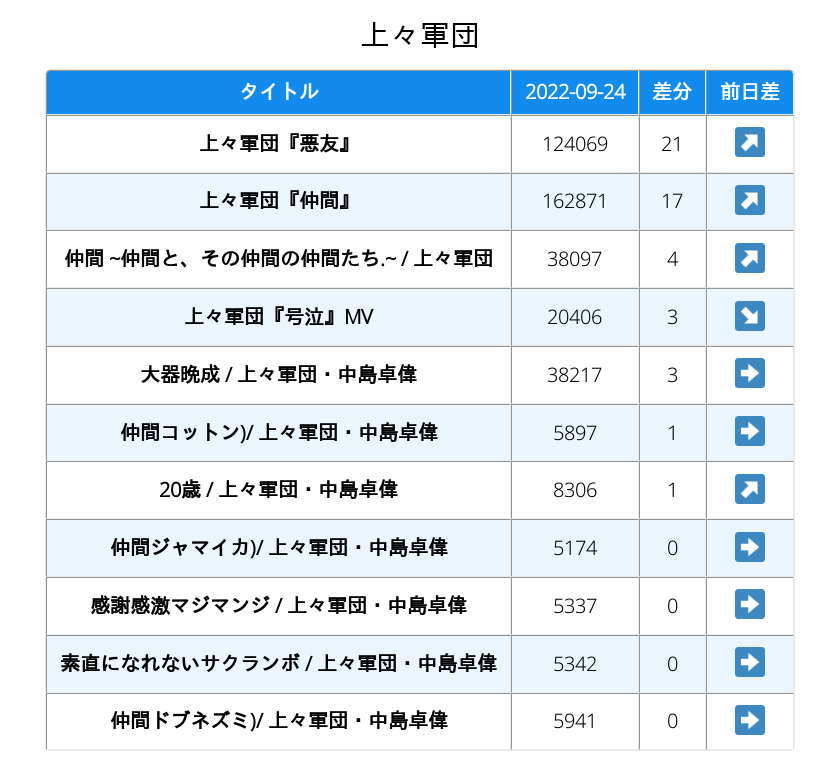 上々軍団
タイトル 2022-09-24 差分 前日差
上々軍団『悪友』 124069 21 ↗
上々軍団『仲間』 162871 17 ↗
仲間 ~仲間と、その仲間の仲間たち.~ / 上々軍団 38097 4 ↗
上々軍団『号泣』MV 20406 3 ↘
大器晩成 / 上々軍団・中島卓偉 38217 3 ➡
仲間コットン)/ 上々軍団・中島卓偉 5897 1 ➡
20歳 / 上々軍団・中島卓偉 8306 1 ↗
仲間ジャマイカ)/ 上々軍団・中島卓偉 5174 0 ➡
感謝感激マジマンジ / 上々軍団・中島卓偉 5337 0 ➡
素直になれないサクランボ / 上々軍団・中島卓偉 5342 0 ➡
仲間ドブネズミ)/ 上々軍団・中島卓偉 5941 0 ➡